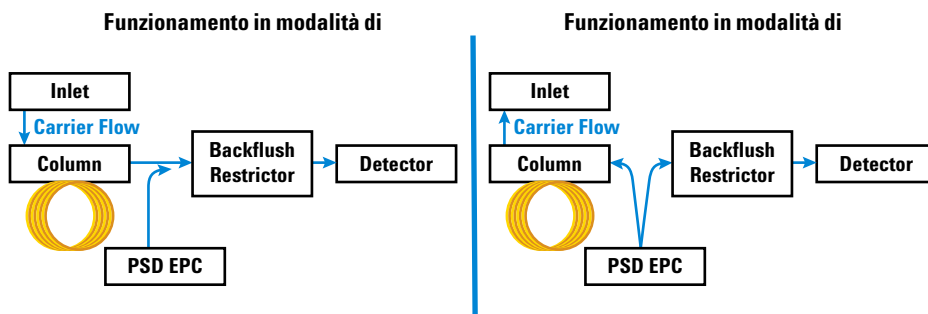 Funzionamento in modalità di
Inlet
Carrier Flow
Column
Backflush
Restrictor
Detector
PSD EPC
Funzionamento in modalità di
Inlet
Carrier Flow
Column
Backflush
Restrictor
Detector
PSD EPC